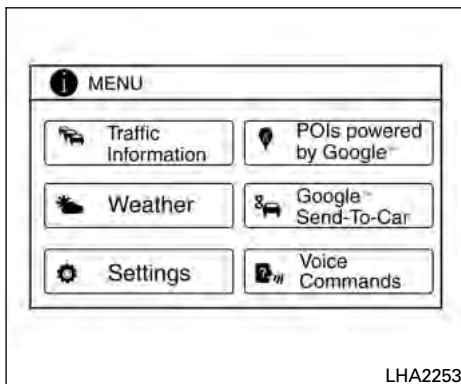 MENU
Traffic
Information
POIs powered
by Google™
Weather
Google™
Send-To-Car
Settings
Voice
Commands
LHA2253